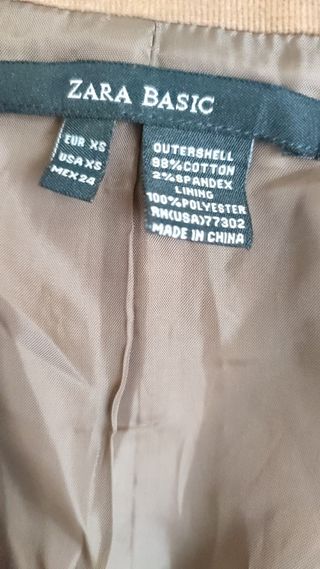 ZARA BASIC
EUR XS
USA XS
MEX 24
OUTERSHELL
98%COTTON
2%SPANDEX
LINING
100%POLYESTER
RN(USA)77302
MADE IN CHINA